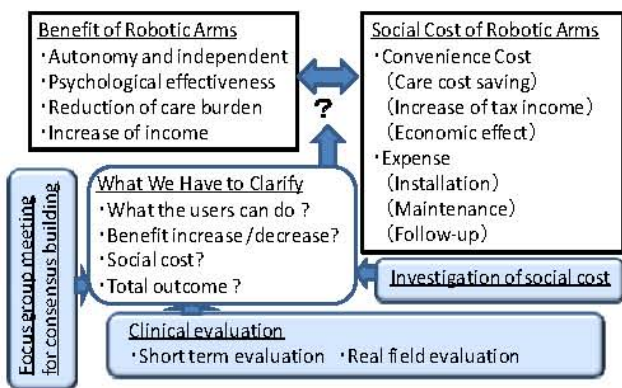 Benefit of Robotic Arms
・Autonomy and independent
・Psychological effectiveness
・Reduction of care burden
・Increase of income
Social Cost of Robotic Arms
・Convenience Cost
(Care cost saving)
(Increase of tax income)
(Economic effect)
・Expense
(Installation)
(Maintenance)
(Follow-up)
?
What We Have to Clarify
・What the users can do ?
・Benefit increase /decrease?
・Social cost?
・Total outcome ?
Focus group meeting
for consensus building
Investigation of social cost
Clinical evaluation
・Short term evaluation ・Real field evaluation